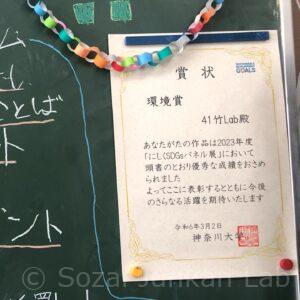 SUSTAINABLE DEVELOPMENT
GOALS
賞状
環境賞
41竹Lab殿
あなたがたの作品は2023年度
「にし(SDGsパネル展」において
頭書のとおり優秀な成績をおさめ
られました
よってここに表彰するとともに今後
のさらなる活躍を期待いたします
令和6年3月2日
神奈川大学
ム
とば
ト
ント
© Sozai Junkan Lab